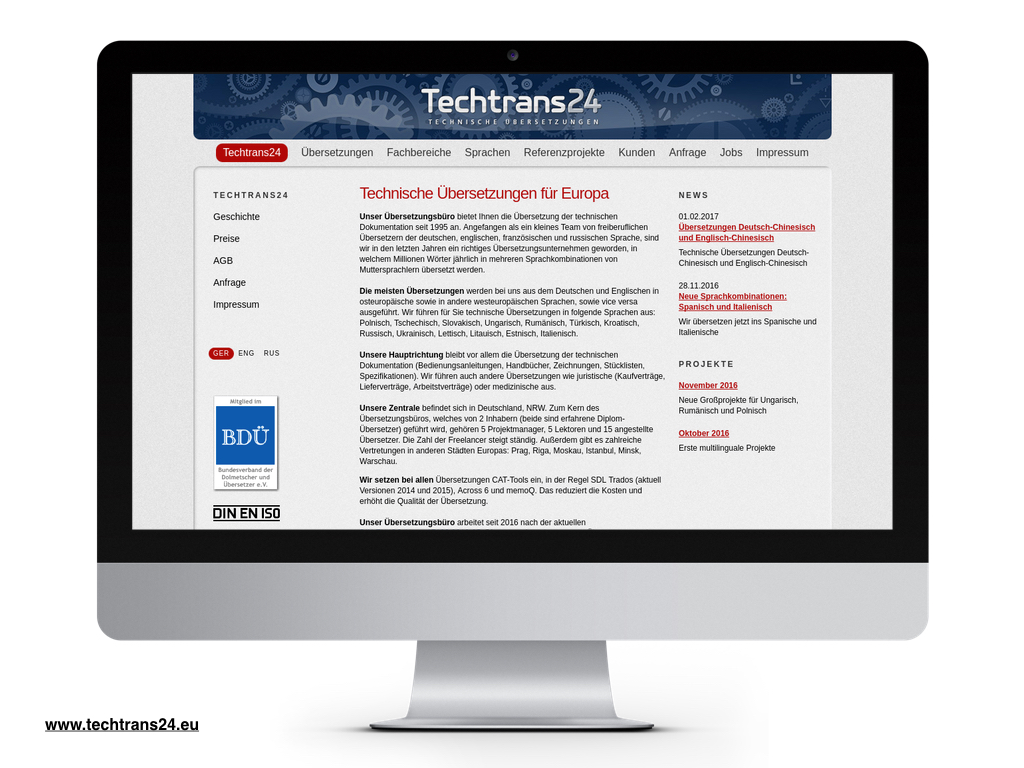 Techtrans24
TECHNISCHE ÜBERSETZUNGEN
Techtrans24 Übersetzungen Fachbereiche Sprachen Referenzprojekte Kunden Anfrage Jobs Impressum
TECHTRANS24
Geschichte
Preise
AGB
Anfrage
Impressum
GER ENG RUS
Mitglied im
BDÜ
Bundesverband der
Dolmetscher und
Übersetzer e.V.
DIN EN ISO
Technische Übersetzungen für Europa
Unser Übersetzungsbüro bietet Ihnen die Übersetzung der technischen
Dokumentation seit 1995 an. Angefangen als ein kleines Team von freiberuflichen
Übersetzern der deutschen, englischen, französischen und russischen Sprache, sind
wir in den letzten Jahren ein richtiges Übersetzungsunternehmen geworden, in
welchem Millionen Wörter jährlich in mehreren Sprachkombinationen von
Muttersprachlern übersetzt werden.
Die meisten Übersetzungen werden bei uns aus dem Deutschen und Englischen in
osteuropäische sowie in andere westeuropäischen Sprachen, sowie vice versa
ausgeführt. Wir führen für Sie technische Übersetzungen in folgende Sprachen aus:
Polnisch, Tschechisch, Slovakisch, Ungarisch, Rumänisch, Türkisch, Kroatisch,
Russisch, Ukrainisch, Lettisch, Litauisch, Estnisch, Italienisch.
Unsere Hauptrichtung bleibt vor allem die Übersetzung der technischen
Dokumentation (Bedienungsanleitungen, Handbücher, Zeichnungen, Stücklisten,
Spezifikationen). Wir führen auch andere Übersetzungen wie juristische (Kaufverträge,
Lieferverträge, Arbeitsverträge) oder medizinische aus.
Unsere Zentrale befindet sich in Deutschland, NRW. Zum Kern des
Übersetzungsbüros, welches von 2 Inhabern (beide sind erfahrene Diplom-
Übersetzer) geführt wird, gehören 5 Projektmanager, 5 Lektoren und 15 angestellte
Übersetzer. Die Zahl der Freelancer steigt ständig. Außerdem gibt es zahlreiche
Vertretungen in anderen Städten Europas: Prag, Riga, Moskau, Istanbul, Minsk,
Warschau.
Wir setzen bei allen Übersetzungen CAT-Tools ein, in der Regel SDL Trados (aktuell
Versionen 2014 und 2015), Across 6 und memoQ. Das reduziert die Kosten und
erhöht die Qualität der Übersetzung.
Unser Übersetzungsbüro arbeitet seit 2016 nach der aktuellen
NEWS
01.02.2017
Übersetzungen Deutsch-Chinesisch
und Englisch-Chinesisch
Technische Übersetzungen Deutsch-
Chinesisch und Englisch-Chinesisch
28.11.2016
Neue Sprachkombinationen:
Spanisch und Italienisch
Wir übersetzen jetzt ins Spanische und
Italienische
PROJEKTE
November 2016
Neue Großprojekte für Ungarisch,
Rumänisch und Polnisch
Oktober 2016
Erste multilinguale Projekte
www.techtrans24.eu